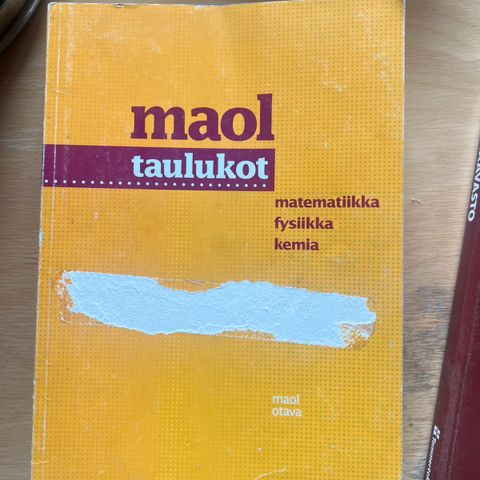 maol
taulukot
matematiikka
fysiikka
kemia
maol
otava